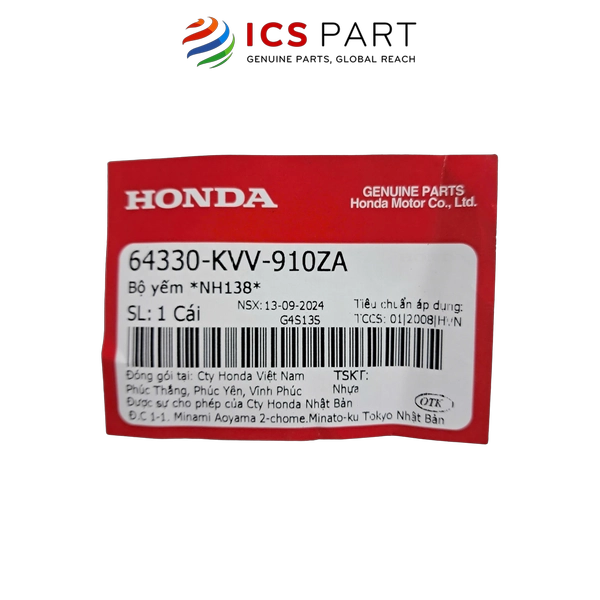 ICS PART
GENUINE PARTS, GLOBAL REACH
HONDA
GENUINE PARTS
Honda Motor Co., Ltd.
64330-KVV-910ZA
Bộ yếm *NH138*
NSX: 13-09-2024
Tiêu chuẩn áp dụng:
SL: 1 Cái
G4S13S
TCCS: 01|2008|HVN
Đóng gói tại: Cty Honda Việt Nam
TSKT:
Phúc Thắng, Phúc Yên, Vĩnh Phúc
Nhựa
Được sự cho phép của Cty Honda Nhật Bản
OTK
Đ.C 1-1. Minami Aoyama 2-chome.Minato-ku Tokyo Nhật Bản